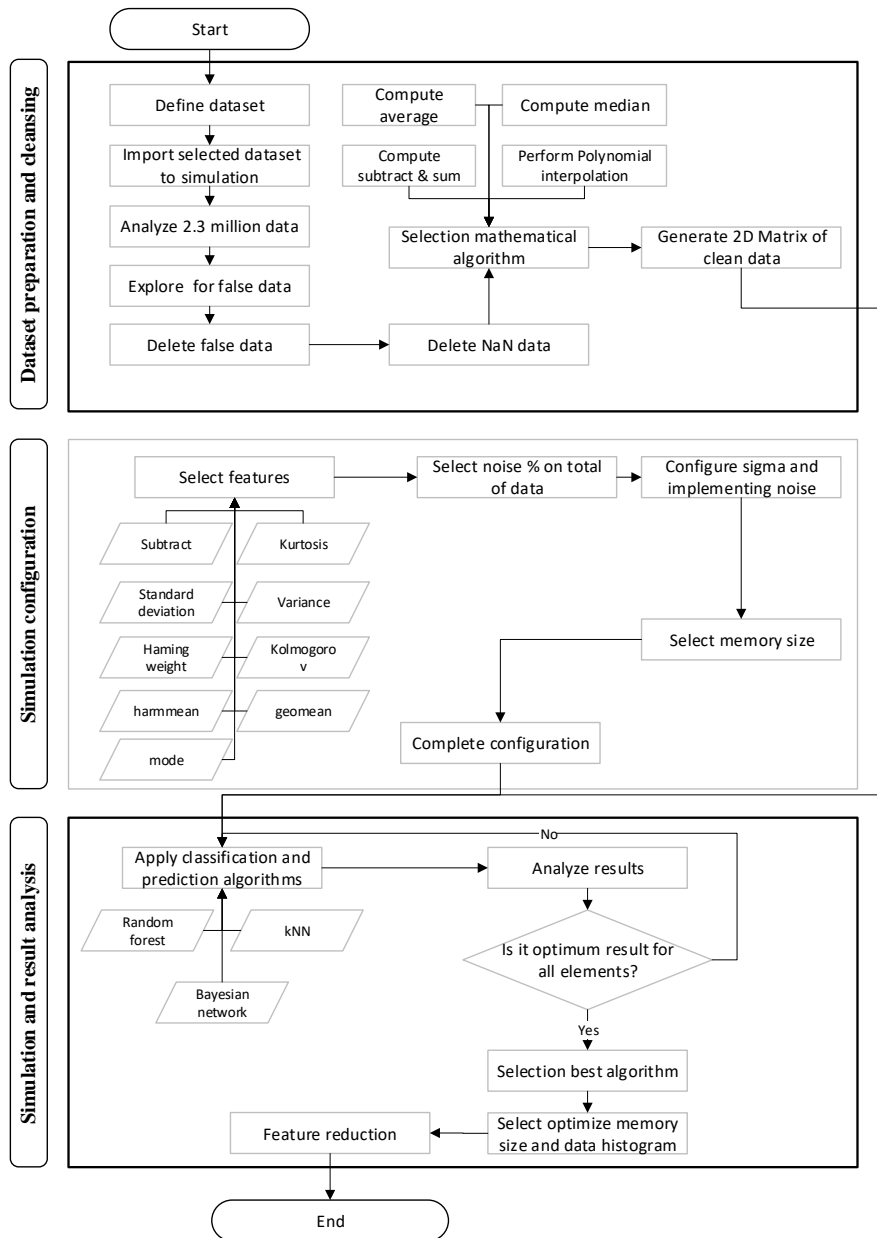 Start
Dataset preparation and cleansing
Define dataset
Import selected dataset
to simulation
Analyze 2.3 million data
Explore for false data
Delete false data
Compute
average
Compute median
Compute
subtract & sum
Perform Polynomial
interpolation
Selection mathematical
algorithm
Delete NaN data
Generate 2D Matrix of
clean data
Simulation configuration
Select features
Select noise % on total
of data
Configure sigma and
implementing noise
Subtract
Kurtosis
Standard
deviation
Variance
Haming
weight
Kolmogoro
v
harmmean
geomean
mode
Select memory size
Complete configuration
Simulation and result analysis
No
Apply classification and
prediction algorithms
Analyze results
Random
forest
kNN
Bayesian
network
Is it optimum result for
all elements?
Yes
Selection best algorithm
Select optimize memory
size and data histogram
Feature reduction
End